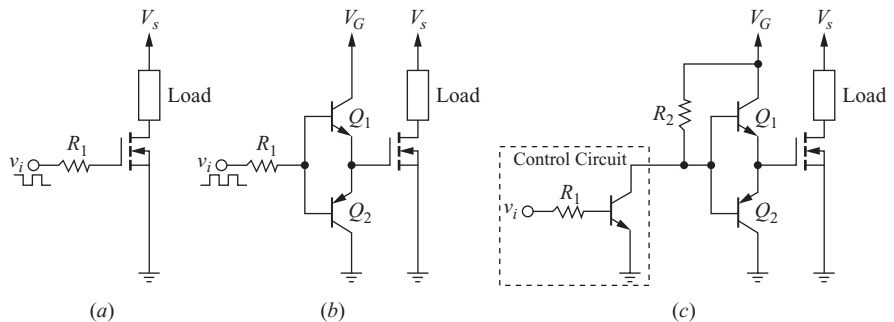 V_s
Load
R_1
v_i
(a)
V_G
V_s
Load
Q_1
R_1
v_i
Q_2
(b)
V_G
V_s
Load
R_2
Q_1
Control Circuit
R_1
v_i
Q_2
(c)